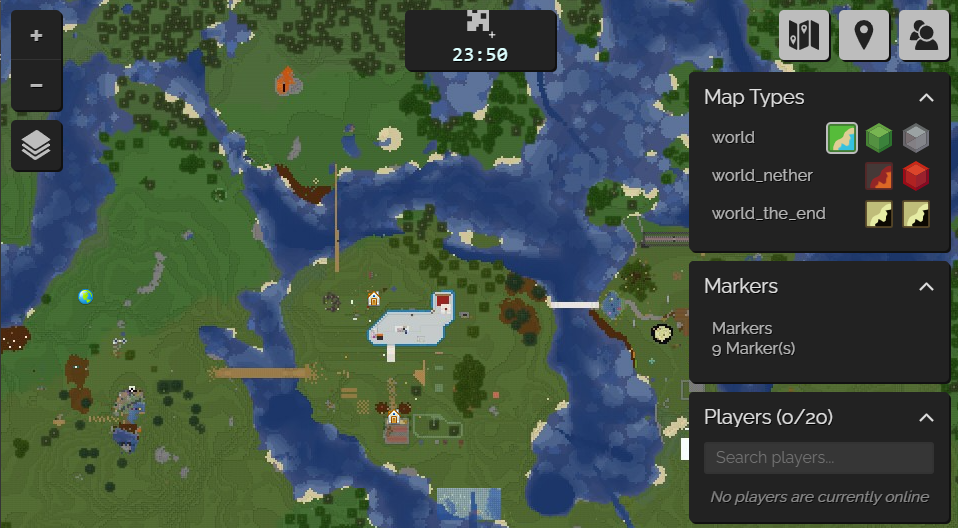 +
23:50
−
Map Types
world
world_nether
world_the_end
Markers
Markers
9 Marker(s)
Players (0/20)
Search players...
No players are currently online